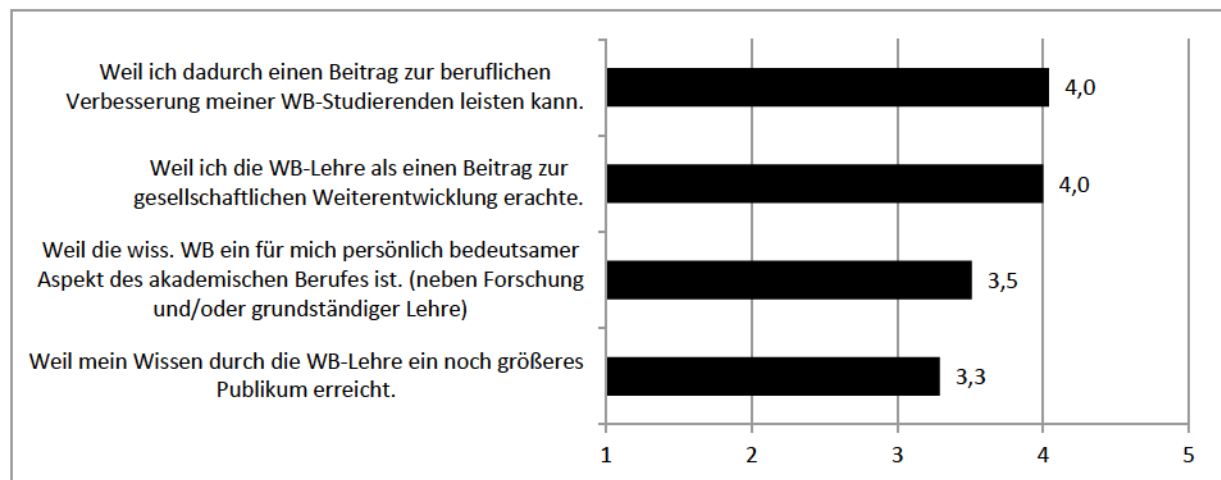 Weil ich dadurch einen Beitrag zur beruflichen
Verbesserung meiner WB-Studierenden leisten kann.
4,0
Weil ich die WB-Lehre als einen Beitrag zur
gesellschaftlichen Weiterentwicklung erachte.
4,0
Weil die wiss. WB ein für mich persönlich bedeutsamer
Aspekt des akademischen Berufes ist. (neben Forschung
und/oder grundständiger Lehre)
3,5
Weil mein Wissen durch die WB-Lehre ein noch größeres
Publikum erreicht.
3,3
1 2 3 4 5